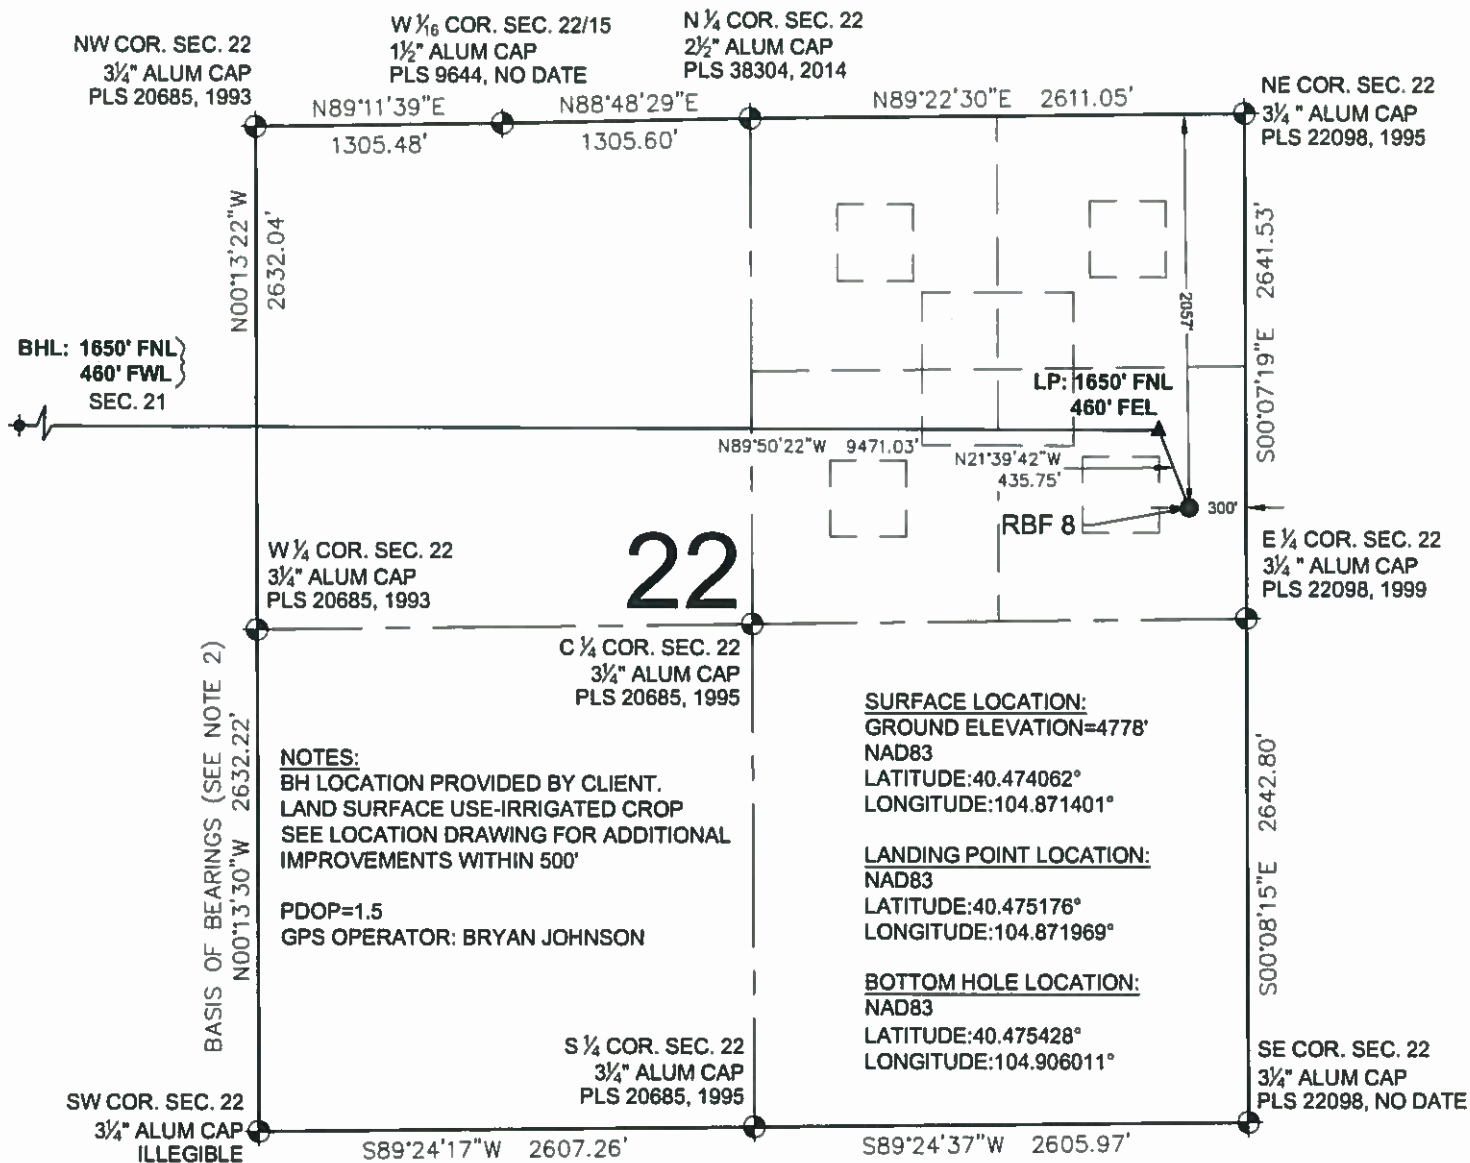 NW COR. SEC. 22
3¼" ALUM CAP
PLS 20685, 1993
W 1⁄16 COR. SEC. 22/15
1½" ALUM CAP
PLS 9644, NO DATE
N ¼ COR. SEC. 22
2½" ALUM CAP
PLS 38304, 2014
NE COR. SEC. 22
3¼" ALUM CAP
PLS 22098, 1995
N89°11'39"E
1305.48'
N88°48'29"E
1305.60'
N89°22'30"E 2611.05'
N00°13'22"W
2632.04'
2057'
S00°07'19"E 2641.53'
BHL: 1650' FNL
460' FWL
SEC. 21
LP: 1650' FNL
460' FEL
N89°50'22"W 9471.03'
N21°39'42"W
435.75'
RBF 8
300'
W ¼ COR. SEC. 22
3¼" ALUM CAP
PLS 20685, 1993
22
E ¼ COR. SEC. 22
3¼" ALUM CAP
PLS 22098, 1999
C ¼ COR. SEC. 22
3¼" ALUM CAP
PLS 20685, 1995
BASIS OF BEARINGS (SEE NOTE 2)
N00°13'30"W 2632.22'
NOTES:
BH LOCATION PROVIDED BY CLIENT.
LAND SURFACE USE-IRRIGATED CROP
SEE LOCATION DRAWING FOR ADDITIONAL
IMPROVEMENTS WITHIN 500'
PDOP=1.5
GPS OPERATOR: BRYAN JOHNSON
SURFACE LOCATION:
GROUND ELEVATION=4778'
NAD83
LATITUDE:40.474062°
LONGITUDE:104.871401°
LANDING POINT LOCATION:
NAD83
LATITUDE:40.475176°
LONGITUDE:104.871969°
BOTTOM HOLE LOCATION:
NAD83
LATITUDE:40.475428°
LONGITUDE:104.906011°
S00°08'15"E 2642.80'
S ¼ COR. SEC. 22
3¼" ALUM CAP
PLS 20685, 1995
SE COR. SEC. 22
3¼" ALUM CAP
PLS 22098, NO DATE
SW COR. SEC. 22
3¼" ALUM CAP
ILLEGIBLE
S89°24'17"W 2607.26'
S89°24'37"W 2605.97'